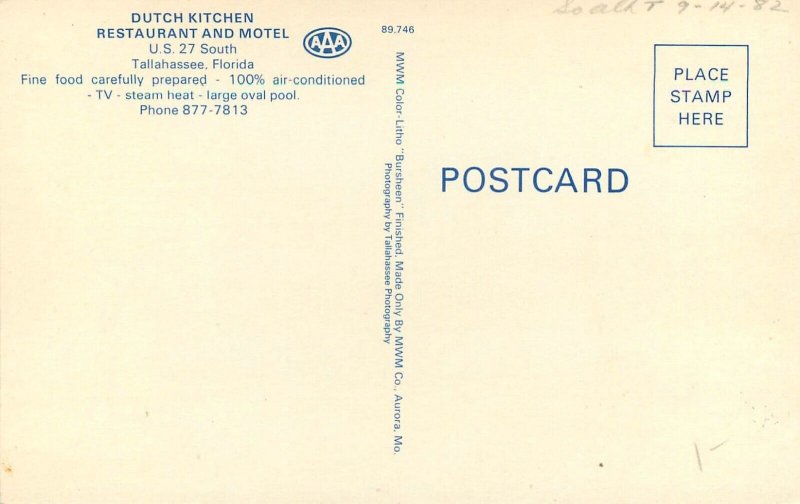 DUTCH KITCHEN
RESTAURANT AND MOTEL
U.S. 27 South
Tallahassee, Florida
Fine food carefully prepared - 100% air-conditioned
- TV - steam heat - large oval pool.
Phone 877-7813
AAA
89,746
MWM Color-Litho "Bursheen" Finished, Made Only By MWM Co., Aurora, Mo.
Photography by Tallahassee Photography
9-14-82
PLACE
STAMP
HERE
POSTCARD